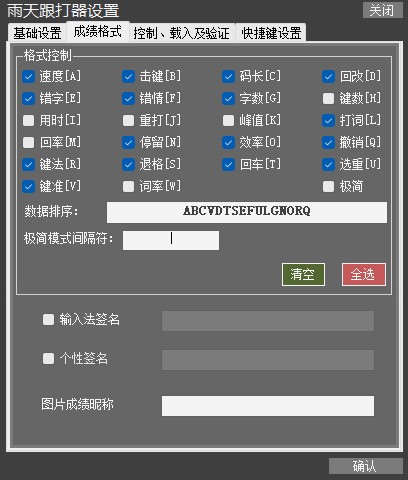 雨天跟打器设置 关闭
基础设置 成绩格式 控制、载入及验证 快捷键设置
格式控制
速度[A] 击键[B] 码长[C] 回改[D]
错字[E] 错情[F] 字数[G] 键数[H]
用时[I] 重打[J] 峰值[K] 打词[L]
回率[M] 停留[N] 效率[O] 撤销[Q]
键法[R] 退格[S] 回车[T] 选重[U]
键准[V] 词率[W] 极简
数据排序: ABCVDTSEFULGNORQ
极简模式间隔符:
清空 全选
输入法签名
个性签名
图片成绩昵称
确认